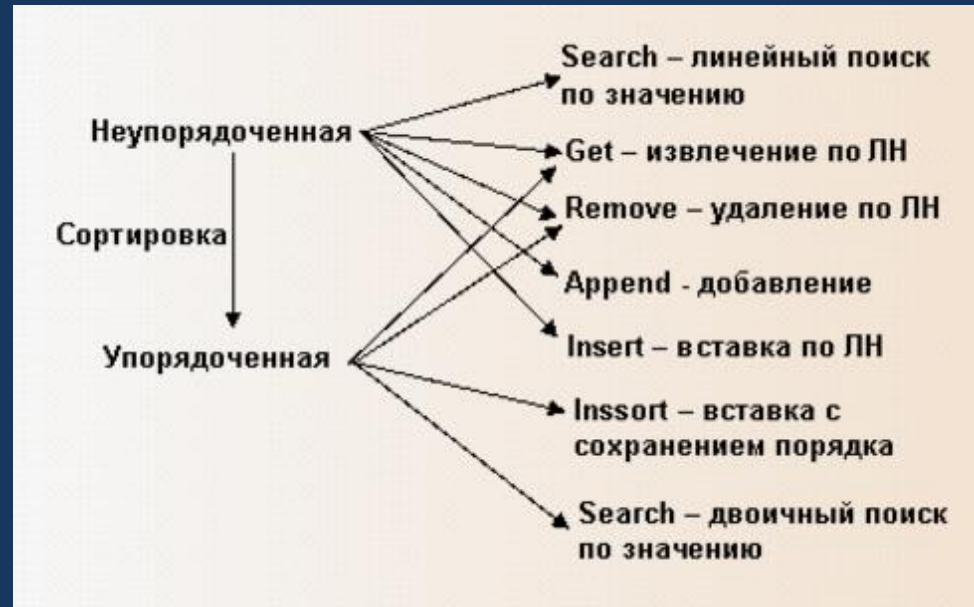 Search – линейный поиск
по значению
Неупорядоченная
Get – извлечение по ЛН
Remove – удаление по ЛН
Сортировка
Append - добавление
Insert – вставка по ЛН
Упорядоченная
Inssort – вставка с
сохранением порядка
Search – двоичный поиск
по значению